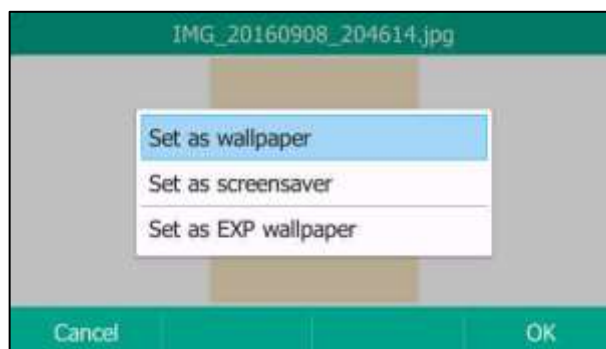 IMG_20160908_204614.jpg
Set as wallpaper
Set as screensaver
Set as EXP wallpaper
Cancel
OK